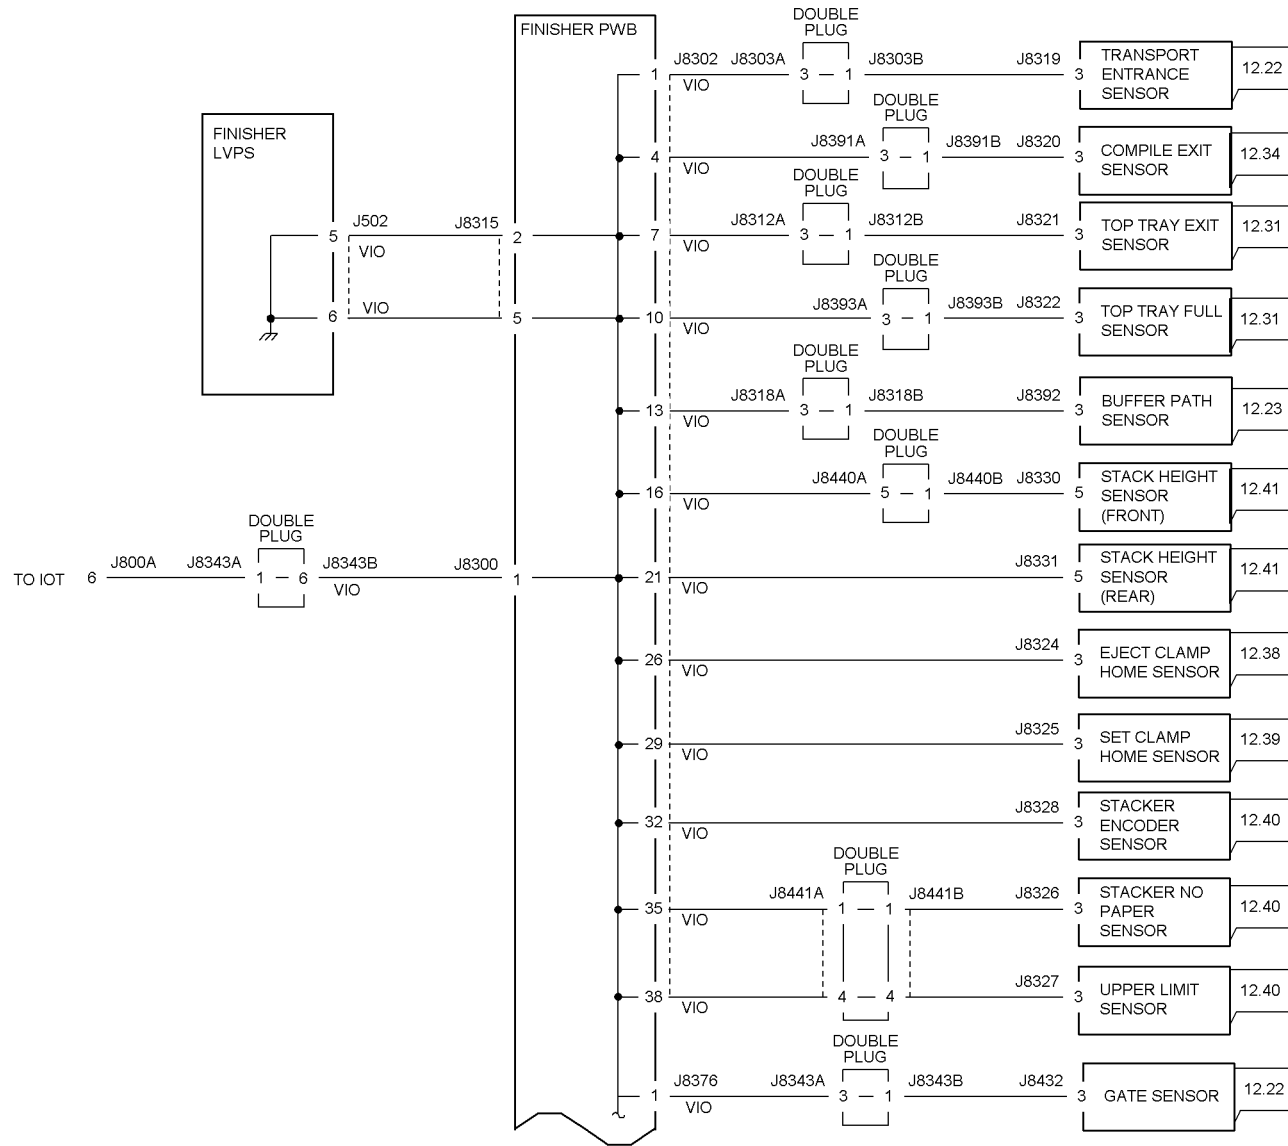 FINISHER PWB
DOUBLE
PLUG
1 J8302 J8303A 3 – 1 J8303B J8319 3
VIO
TRANSPORT
ENTRANCE
SENSOR
12.22
FINISHER
LVPS
DOUBLE
PLUG
4 J8391A 3 – 1 J8391B J8320 3
VIO
COMPILE EXIT
SENSOR
12.34
5 J502 J8315 2
VIO
DOUBLE
PLUG
7 J8312A 3 – 1 J8312B J8321 3
VIO
TOP TRAY EXIT
SENSOR
12.31
6 VIO 5
DOUBLE
PLUG
10 J8393A 3 – 1 J8393B J8322 3
VIO
TOP TRAY FULL
SENSOR
12.31
DOUBLE
PLUG
13 J8318A 3 – 1 J8318B J8392 3
VIO
BUFFER PATH
SENSOR
12.23
DOUBLE
PLUG
16 J8440A 5 – 1 J8440B J8330 5
VIO
STACK HEIGHT
SENSOR
(FRONT)
12.41
DOUBLE
PLUG
TO IOT 6 J800A J8343A 1 – 6 J8343B J8300 1
VIO
21 J8331 5
VIO
STACK HEIGHT
SENSOR
(REAR)
12.41
26 J8324 3
VIO
EJECT CLAMP
HOME SENSOR
12.38
29 J8325 3
VIO
SET CLAMP
HOME SENSOR
12.39
32 J8328 3
VIO
STACKER
ENCODER
SENSOR
12.40
DOUBLE
PLUG
35 J8441A 1 – 1 J8441B J8326 3
VIO
STACKER NO
PAPER
SENSOR
12.40
38 4 – 4 J8327 3
VIO
UPPER LIMIT
SENSOR
12.40
DOUBLE
PLUG
1 J8376 J8343A 3 – 1 J8343B J8432 3
VIO
GATE SENSOR
12.22